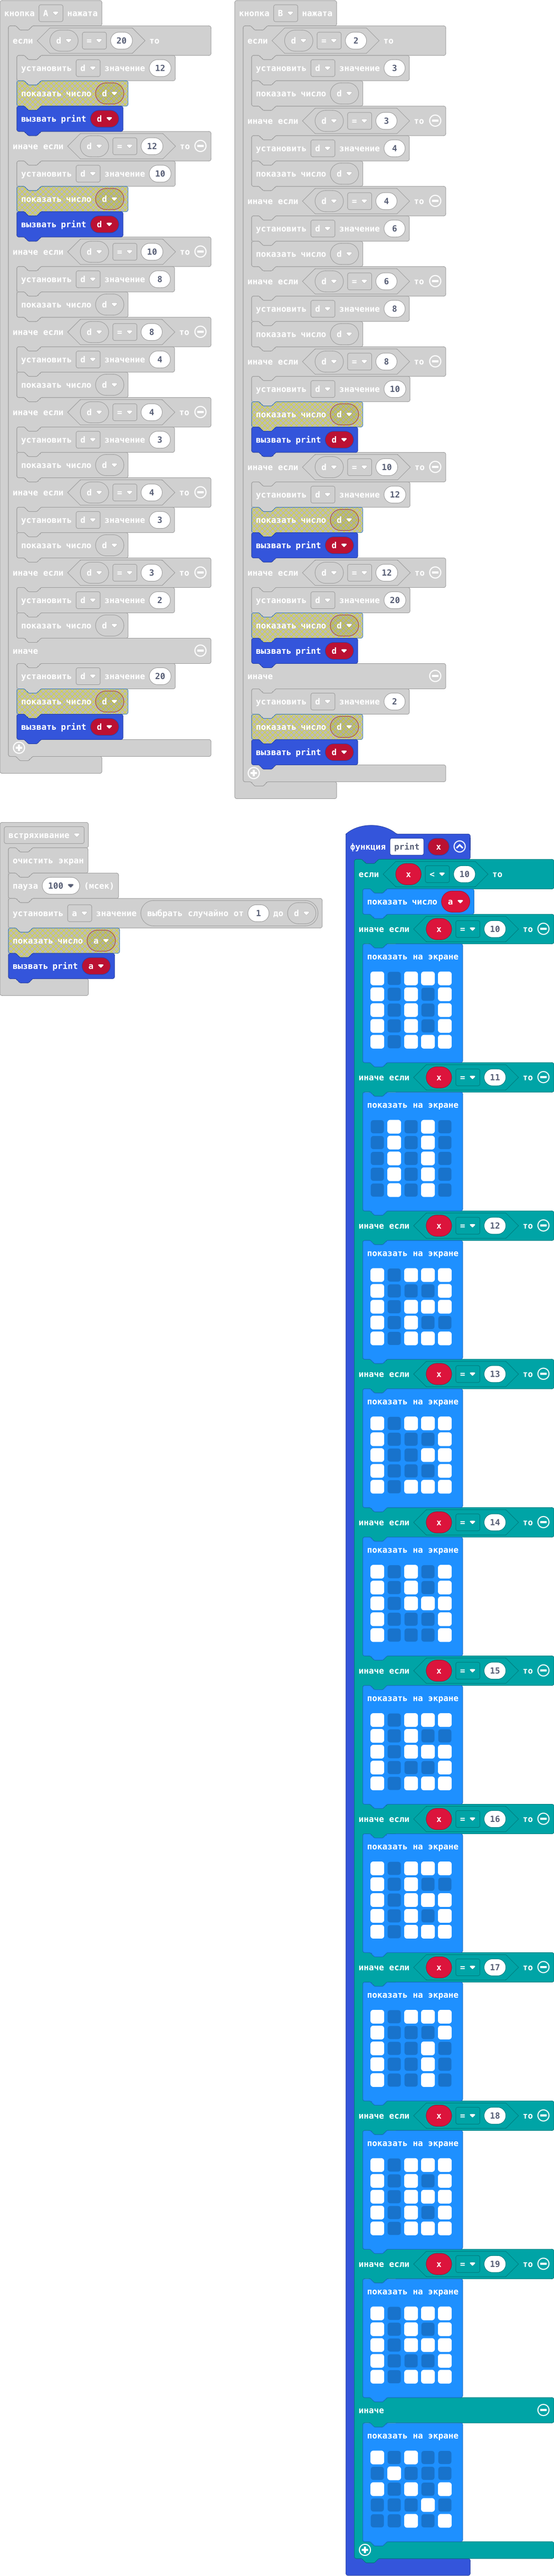 кнопка A нажата
если d = 20 то
установить d значение 12
показать число d
вызвать print d
иначе если d = 12 то
установить d значение 10
показать число d
вызвать print d
иначе если d = 10 то
установить d значение 8
показать число d
иначе если d = 8 то
установить d значение 4
показать число d
иначе если d = 4 то
установить d значение 3
показать число d
иначе если d = 4 то
установить d значение 3
показать число d
иначе если d = 3 то
установить d значение 2
показать число d
иначе
установить d значение 20
показать число d
вызвать print d
кнопка B нажата
если d = 2 то
установить d значение 3
показать число d
иначе если d = 3 то
установить d значение 4
показать число d
иначе если d = 4 то
установить d значение 6
показать число d
иначе если d = 6 то
установить d значение 8
показать число d
иначе если d = 8 то
установить d значение 10
показать число d
вызвать print d
иначе если d = 10 то
установить d значение 12
показать число d
вызвать print d
иначе если d = 12 то
установить d значение 20
показать число d
вызвать print d
иначе
установить d значение 2
показать число d
вызвать print d
встряхивание
очистить экран
пауза 100 (мсек)
установить a значение выбрать случайно от 1 до d
показать число a
вызвать print a
функция print x
если x < 10 то
показать число a
иначе если x = 10 то
показать на экране
иначе если x = 11 то
показать на экране
иначе если x = 12 то
показать на экране
иначе если x = 13 то
показать на экране
иначе если x = 14 то
показать на экране
иначе если x = 15 то
показать на экране
иначе если x = 16 то
показать на экране
иначе если x = 17 то
показать на экране
иначе если x = 18 то
показать на экране
иначе если x = 19 то
показать на экране
иначе
показать на экране